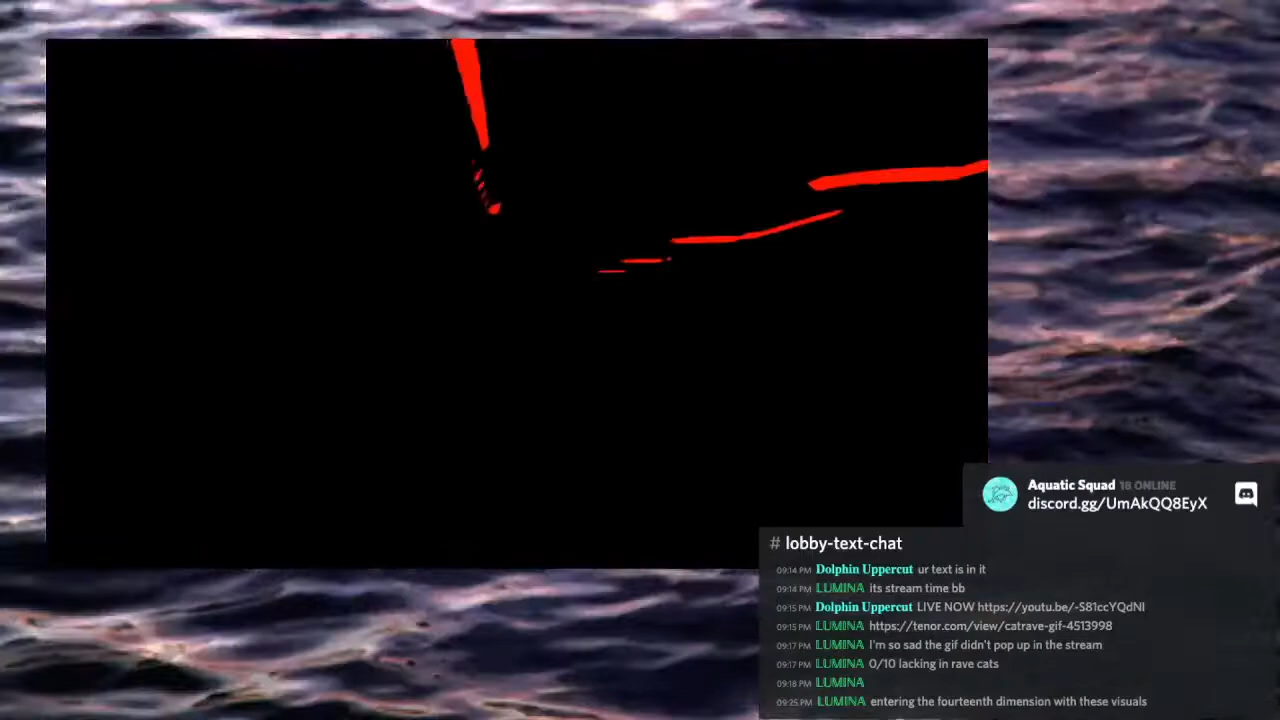 Aquatic Squad 18 ONLINE
discord.gg/UmAkQQ8EyX
# lobby-text-chat
09:14 PM Dolphin Uppercut ur text is in it
09:14 PM LUMINA its stream time bb
09:15 PM Dolphin Uppercut LIVE NOW https://youtu.be/-S81ccYQdNI
09:15 PM LUMINA https://tenor.com/view/catrave-gif-4513998
09:17 PM LUMINA I'm so sad the gif didn't pop up in the stream
09:17 PM LUMINA 0/10 lacking in rave cats
09:18 PM LUMINA
09:25 PM LUMINA entering the fourteenth dimension with these visuals